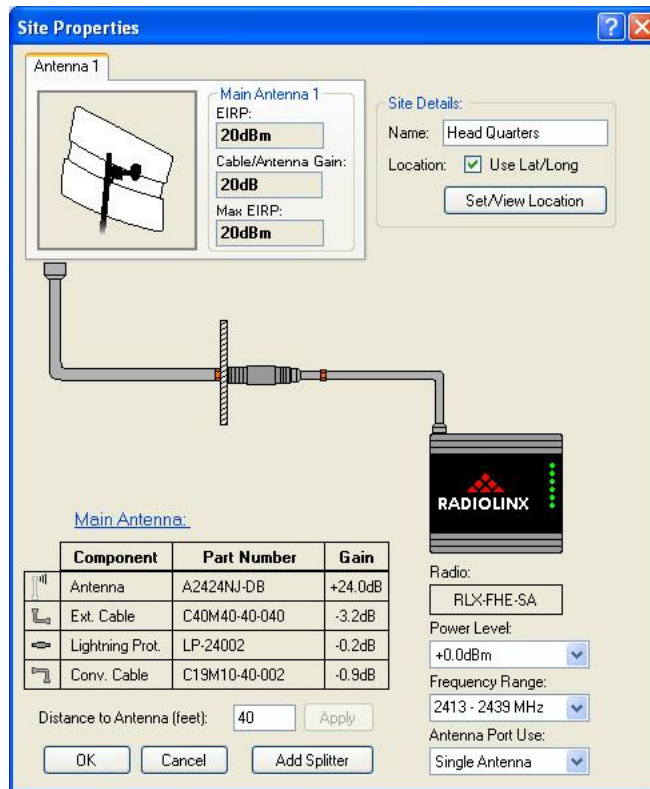 Site Properties
Antenna 1
Main Antenna 1
EIRP:
20dBm
Cable/Antenna Gain:
20dB
Max EIRP:
20dBm
Site Details:
Name: Head Quarters
Location: Use Lat/Long
Set/View Location
RADIOLINX
Main Antenna:
Component Part Number Gain
Antenna A2424NJ-DB +24.0dB
Ext. Cable C40M40-40-040 -3.2dB
Lightning Prot. LP-24002 -0.2dB
Conv. Cable C19M10-40-002 -0.9dB
Distance to Antenna (feet): 40 Apply
OK Cancel Add Splitter
Radio:
RLX-FHE-SA
Power Level:
+0.0dBm
Frequency Range:
2413 - 2439 MHz
Antenna Port Use:
Single Antenna